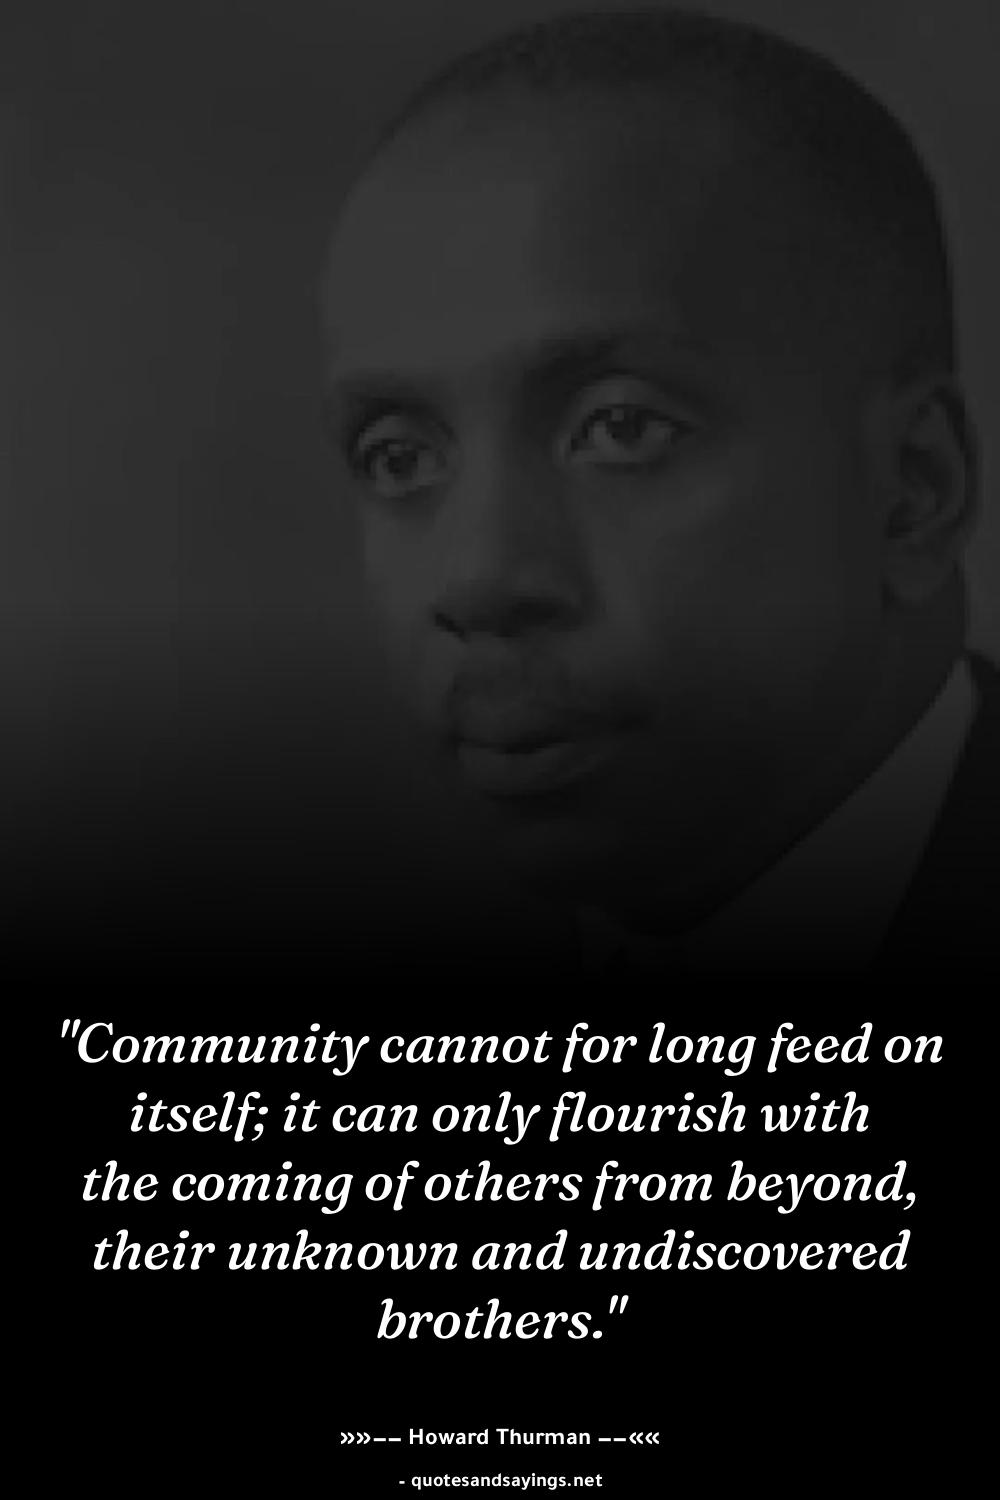 "Community cannot for long feed on
itself; it can only flourish with
the coming of others from beyond,
their unknown and undiscovered
brothers."
»»–– Howard Thurman ––««
- quotesandsayings.net